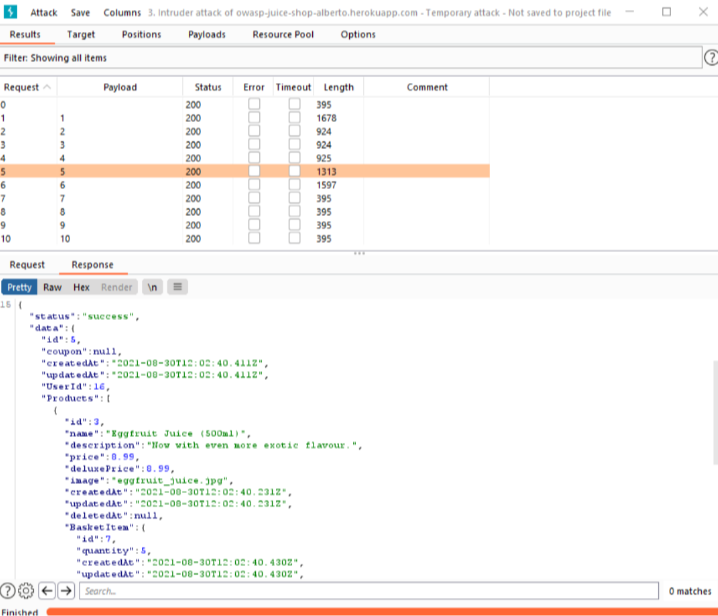 Attack Save Columns 3. Intruder attack of owasp-juice-shop-alberto.herokuapp.com - Temporary attack - Not saved to project file
Results Target Positions Payloads Resource Pool Options
Filter: Showing all items
Request Payload Status Error Timeout Length Comment
0 200 395
1 1 200 1678
2 2 200 924
3 3 200 924
4 4 200 925
5 5 200 1313
6 6 200 1597
7 7 200 395
8 8 200 395
9 9 200 395
10 10 200 395
Request Response
Pretty Raw Hex Render \n
15 {
"status":"success",
"data":{
"id":5,
"coupon":null,
"createdAt":"2021-08-30T12:02:40.411Z",
"updatedAt":"2021-08-30T12:02:40.411Z",
"UserId":16,
"Products":[
{
"id":3,
"name":"Eggfruit Juice (500ml)",
"description":"Now with even more exotic flavour.",
"price":8.99,
"deluxePrice":8.99,
"image":"eggfruit_juice.jpg",
"createdAt":"2021-08-30T12:02:40.231Z",
"updatedAt":"2021-08-30T12:02:40.231Z",
"deletedAt":null,
"BasketItem":{
"id":7,
"quantity":5,
"createdAt":"2021-08-30T12:02:40.430Z",
"updatedAt":"2021-08-30T12:02:40.430Z",
Search... 0 matches
Finished